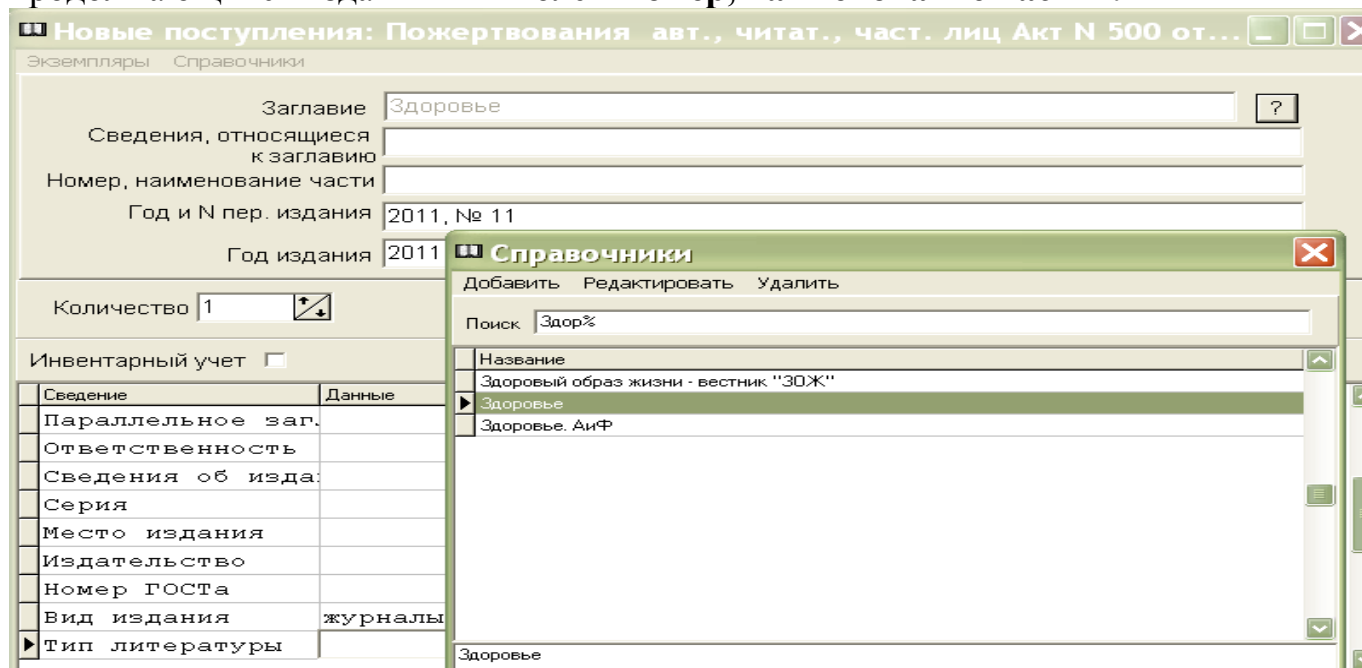 Новые поступления: Пожертвования авт., читат., част. лиц Акт N 500 от...
Экземпляры Справочники
Заглавие Здоровье ?
Сведения, относящиеся
к заглавию
Номер, наименование части
Год и N пер. издания 2011, № 11
Год издания 2011
Количество 1
Инвентарный учет
Сведение Данные
Параллельное заг.
Ответственность
Сведения об изда
Серия
Место издания
Издательство
Номер ГОСТа
Вид издания журналы
Тип литературы
Справочники
Добавить Редактировать Удалить
Поиск Здор%
Название
Здоровый образ жизни - вестник "ЗОЖ"
Здоровье
Здоровье. АиФ
Здоровье